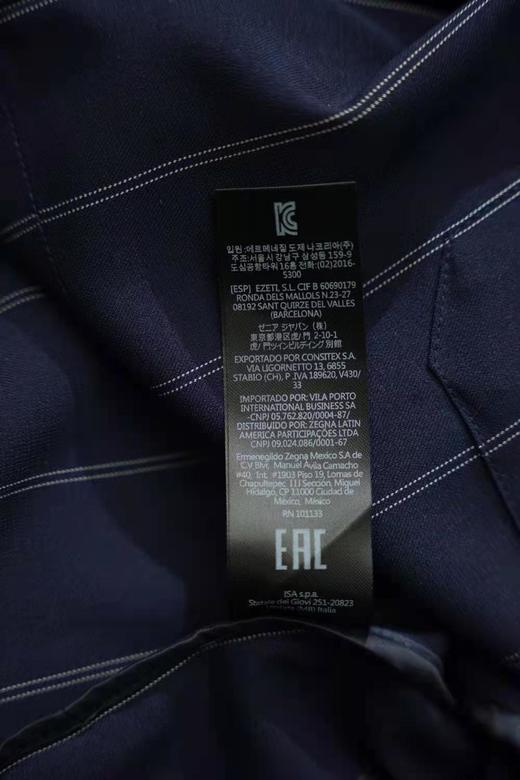 입원:에르메네질 도제 나코리아(주)
주조:서울시 강남구 삼성동 159-9
도심공항타워 16층 전화:(02)2016-
5300
[ESP] EZETI, S.L. CIF B 60690179
RONDA DELS MALLOLS N.23-27
08192 SANT QUIRZE DEL VALLES
(BARCELONA)
ゼニア ジャパン (株)
東京都港区虎ノ門 2-10-1
虎ノ門ツインビルディング 別館
EXPORTADO POR CONSITEX S.A.
VIA LIGORNETTO 13, 6855
STABIO (CH), P .IVA 189620, V430/
33
IMPORTADO POR: VILA PORTO
INTERNATIONAL BUSINESS SA
-CNPJ 05.762.820/0004-87/
DISTRIBUIDO POR: ZEGNA LATIN
AMERICA PARTICIPAÇÕES LTDA
CNPJ 09.024.086/0001-67
Ermenegildo Zegna Mexico S.A de
C.V Blvr. Manuel Ávila Camacho
#40, Int. #1903 Piso 19, Lomas de
Chapultepec III Sección, Miguel
Hidalgo, CP 11000 Ciudad de
México, México
RN 101133
EAC
ISA s.p.a.
Statale dei Giovi 251-20823
(MB) Italia